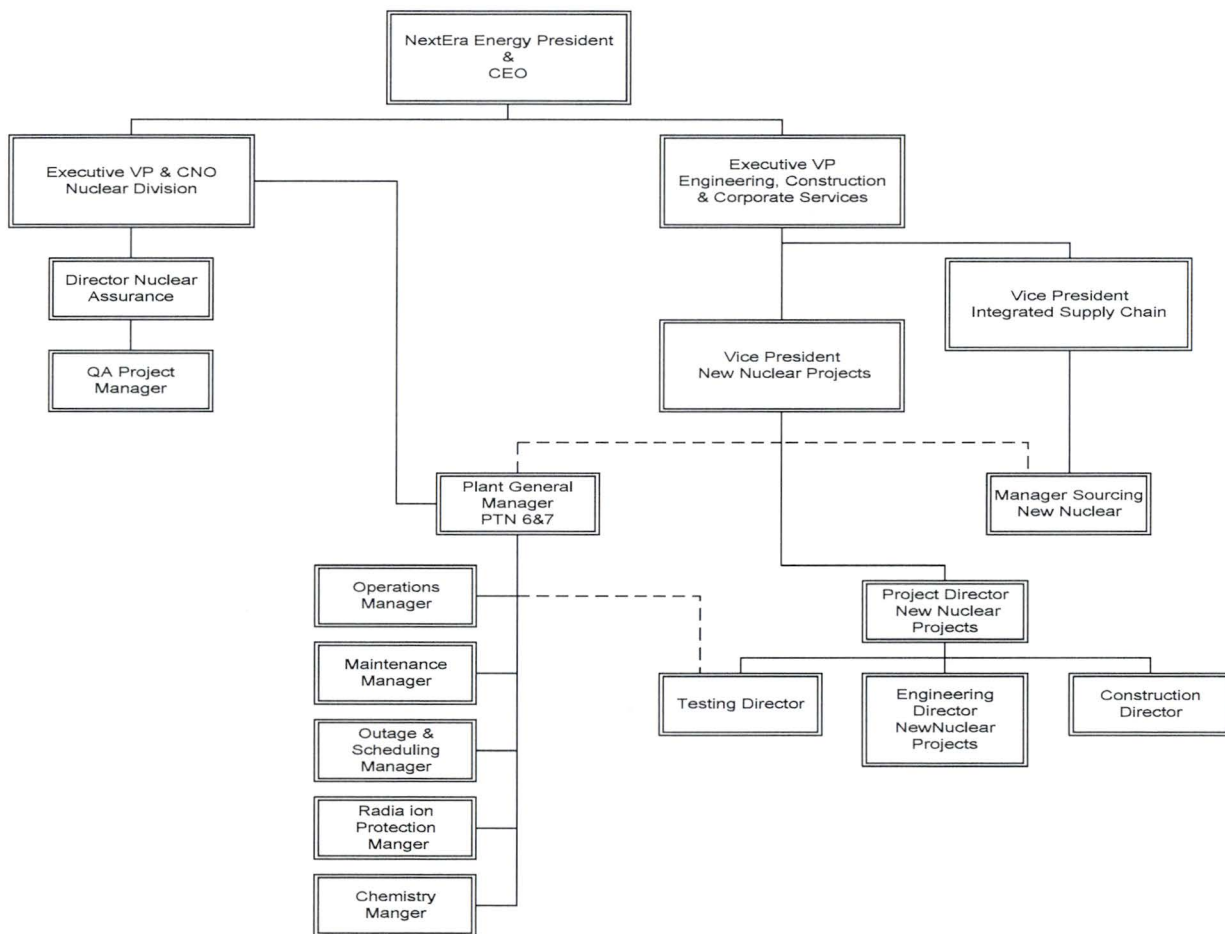 NextEra Energy President
&
CEO
Executive VP & CNO
Nuclear Division
Executive VP
Engineering, Construction
& Corporate Services
Director Nuclear
Assurance
Vice President
Integrated Supply Chain
QA Project
Manager
Vice President
New Nuclear Projects
Plant General
Manager
PTN 6&7
Manager Sourcing
New Nuclear
Operations
Manager
Project Director
New Nuclear
Projects
Maintenance
Manager
Testing Director
Engineering
Director
NewNuclear
Projects
Construction
Director
Outage &
Scheduling
Manager
Radia ion
Protection
Manger
Chemistry
Manger